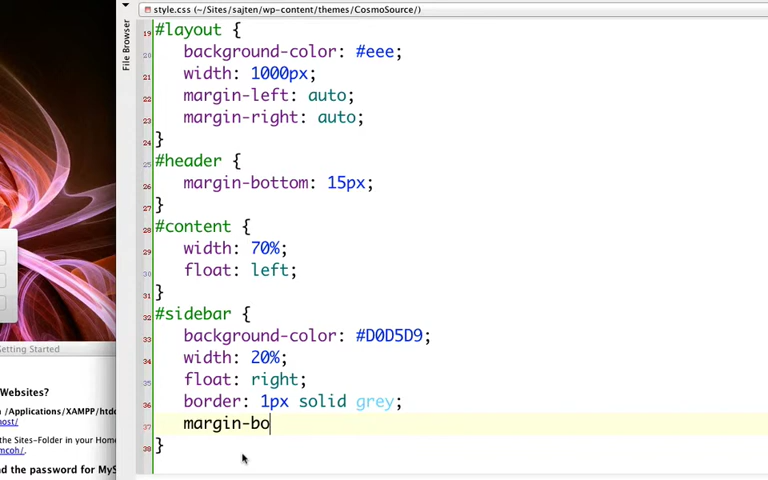 style.css (~/Sites/sajten/wp-content/themes/CosmoSource/)
File Browser
19 #layout {
20 background-color: #eee;
21 width: 1000px;
22 margin-left: auto;
23 margin-right: auto;
24 }
25 #header {
26 margin-bottom: 15px;
27 }
28 #content {
29 width: 70%;
30 float: left;
31 }
32 #sidebar {
33 background-color: #D0D5D9;
34 width: 20%;
35 float: right;
36 border: 1px solid grey;
37 margin-bo
38 }
Getting Started
Websites?
/Applications/XAMPP/htdo
host/
the Sites-Folder in your Home
mcoh/.
nd the password for MyS